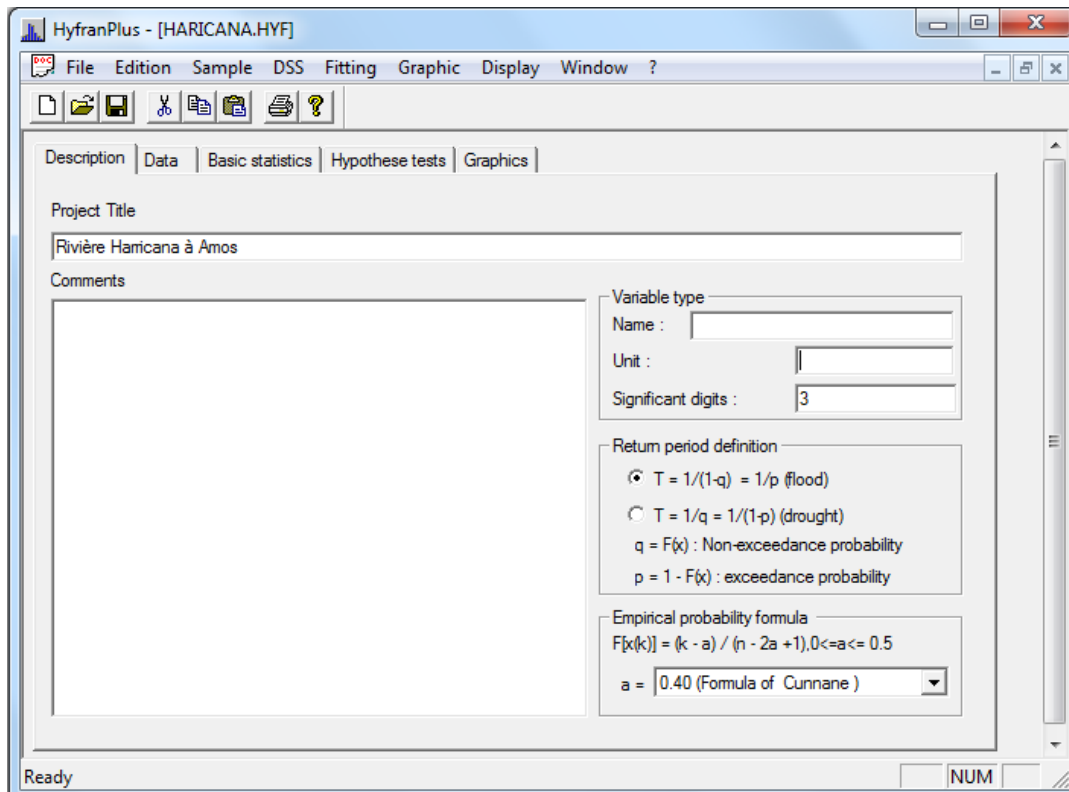 HyfranPlus - [HARICANA.HYF]
File Edition Sample DSS Fitting Graphic Display Window ?
Description Data Basic statistics Hypothese tests Graphics
Project Title
Rivière Harricana à Amos
Comments
Variable type
Name :
Unit :
Significant digits : 3
Return period definition
T = 1/(1-q) = 1/p (flood)
T = 1/q = 1/(1-p) (drought)
q = F(x) : Non-exceedance probability
p = 1 - F(x) : exceedance probability
Empirical probability formula
F[x(k)] = (k - a) / (n - 2a +1),0<=a<= 0.5
a = 0.40 (Formula of Cunnane )
Ready NUM